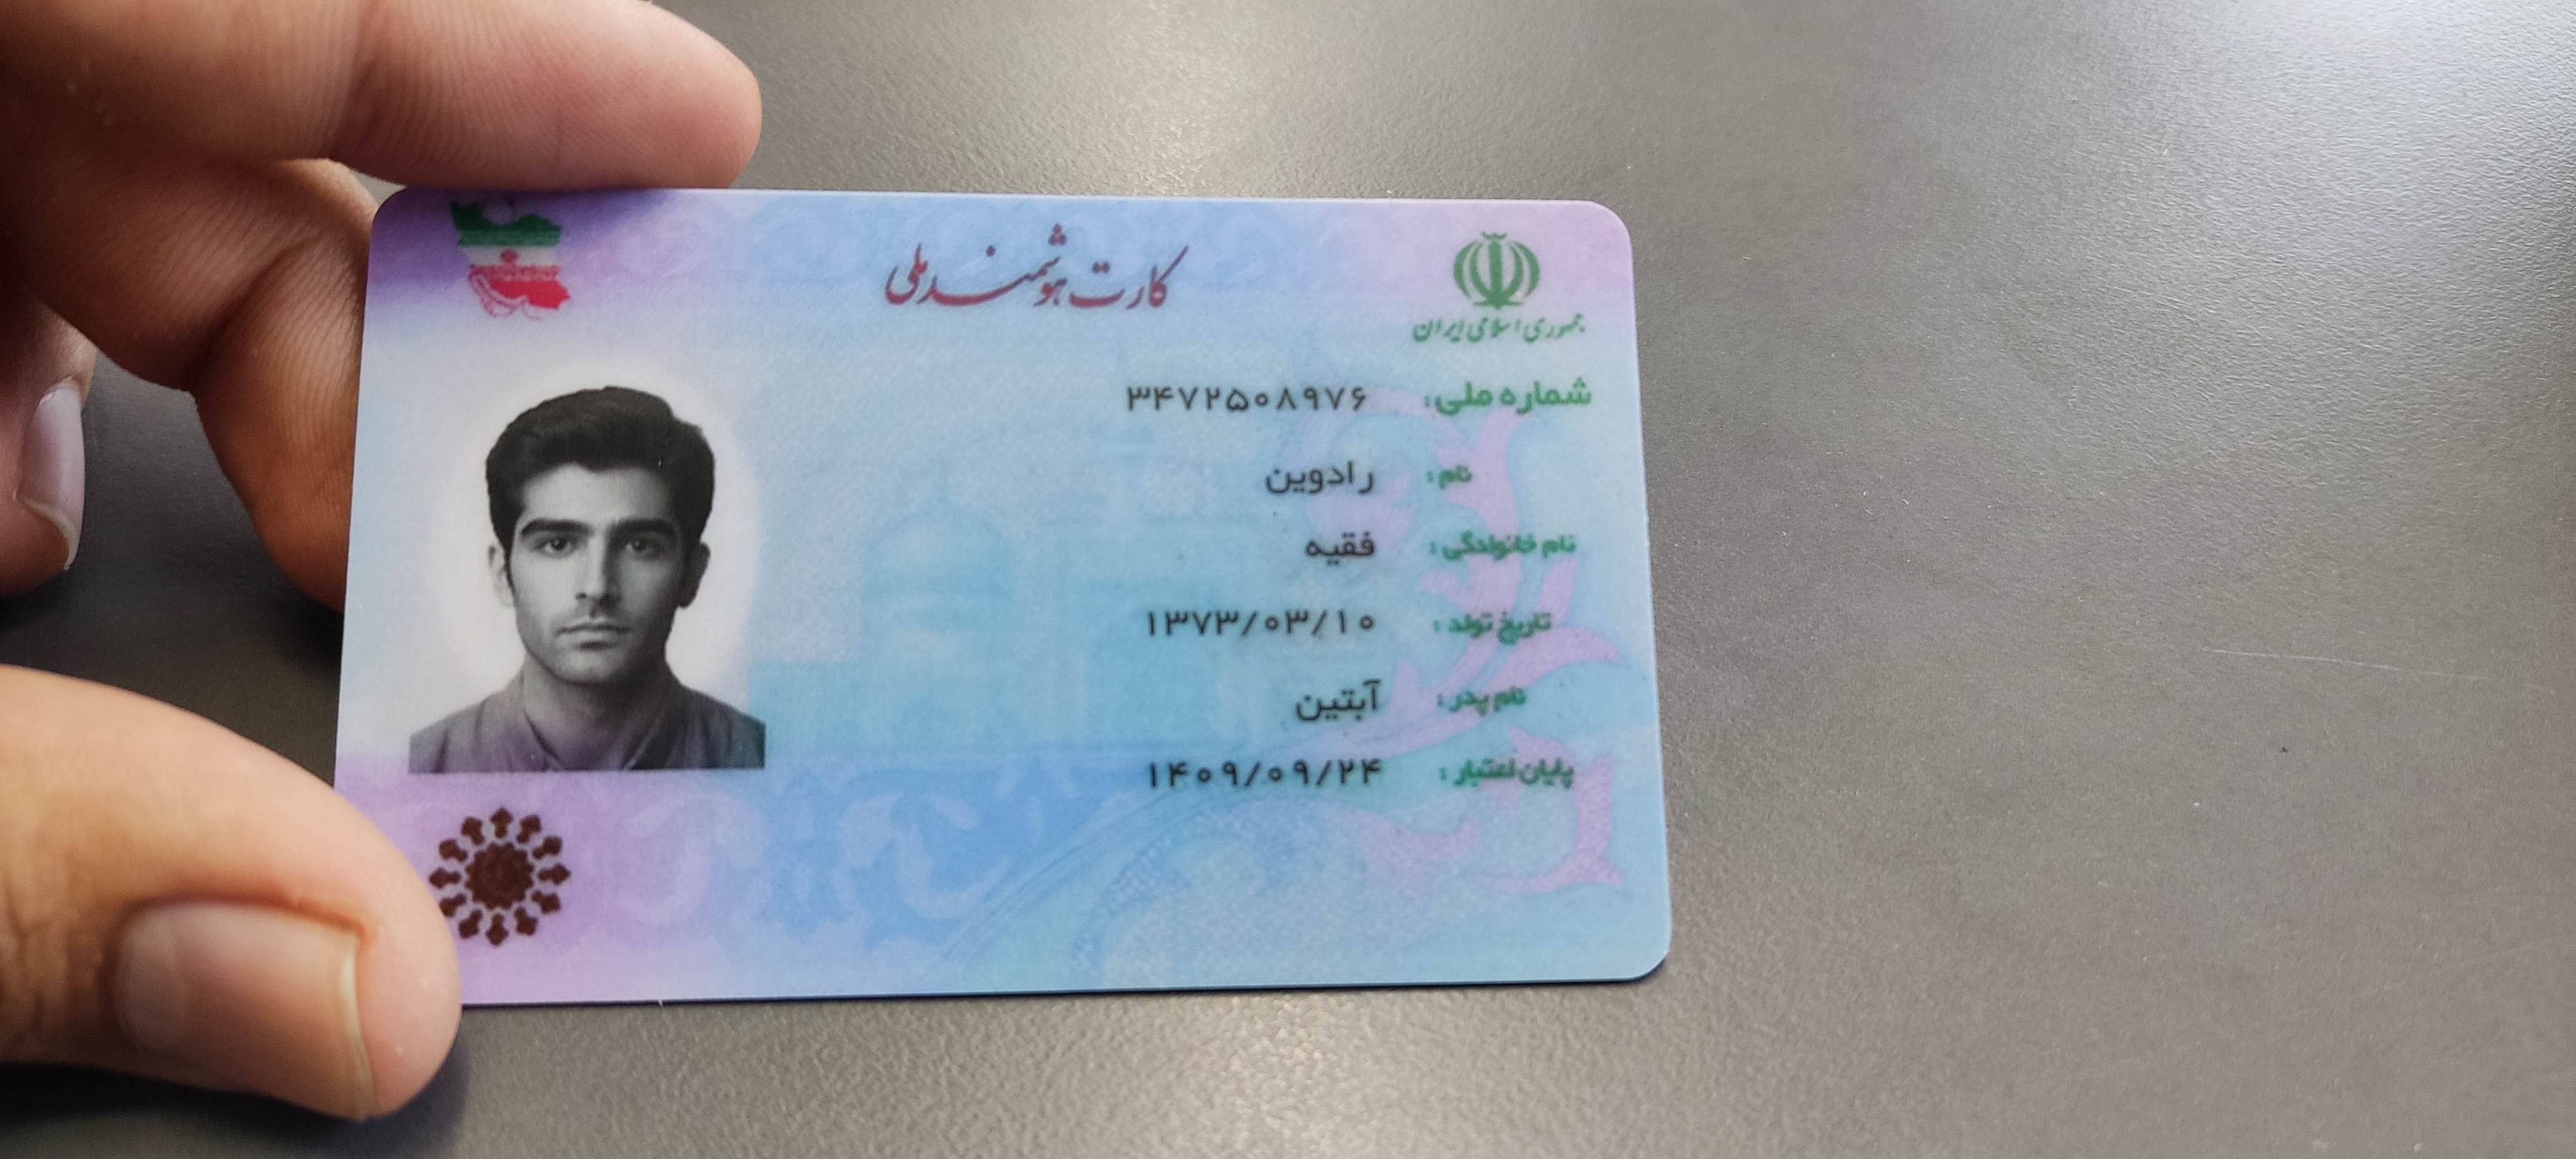 کارت هوشمند ملی
جمهوری اسلامی ایران
شماره ملی: ۳۴۷۲۵۰۸۹۷۶
نام: رادوین
نام خانوادگی: فقیه
تاریخ تولد: ۱۳۷۳/۰۳/۱۰
نام پدر: آبتین
پایان اعتبار: ۱۴۰۹/۰۹/۲۴